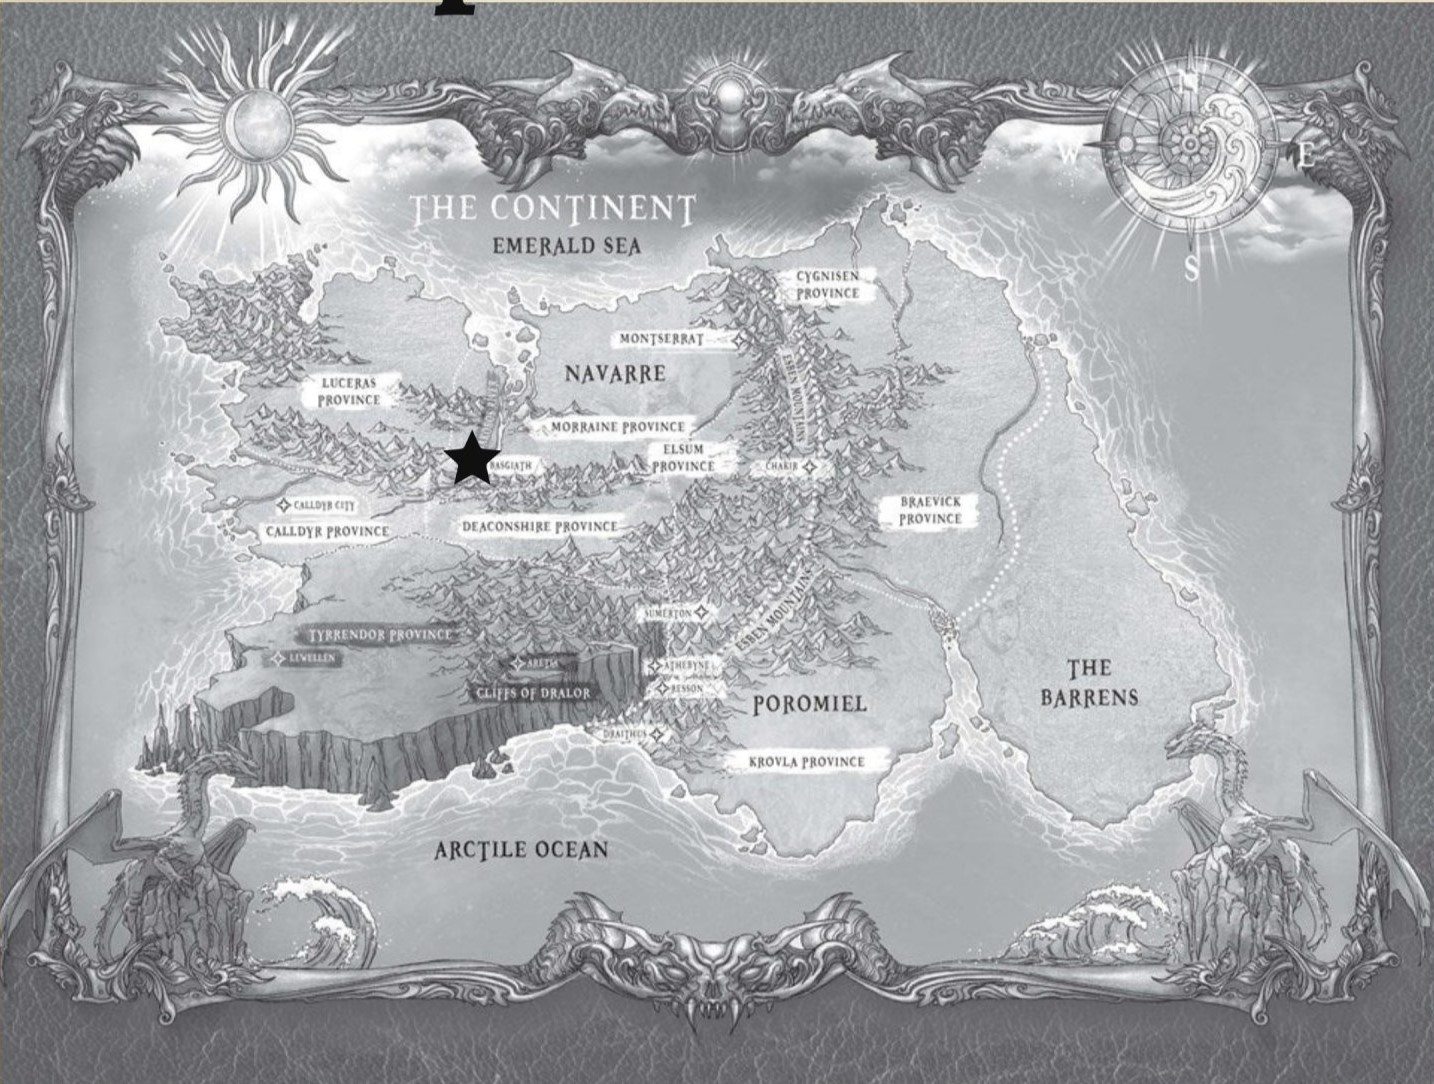 N
W
E
S
THE CONTINENT
EMERALD SEA
CYGNISEN
PROVINCE
MONTSERRAT
NAVARRE
LUCERAS
PROVINCE
MORRAINE PROVINCE
ESBEN MOUNTAINS
ELSUM
PROVINCE
BASGIATH
CHAKIR
CALLDYR CITY
CALLDYR PROVINCE
DEACONSHIRE PROVINCE
BRAEVICK
PROVINCE
SUMERTON
ESBEN MOUNTAINS
TYRRENDOR PROVINCE
LEWELLEN
ARETIA
ATHEBYNE
RESSON
CLIFFS OF DRALOR
POROMIEL
THE
BARRENS
DRAITHUS
KROVLA PROVINCE
ARCTILE OCEAN